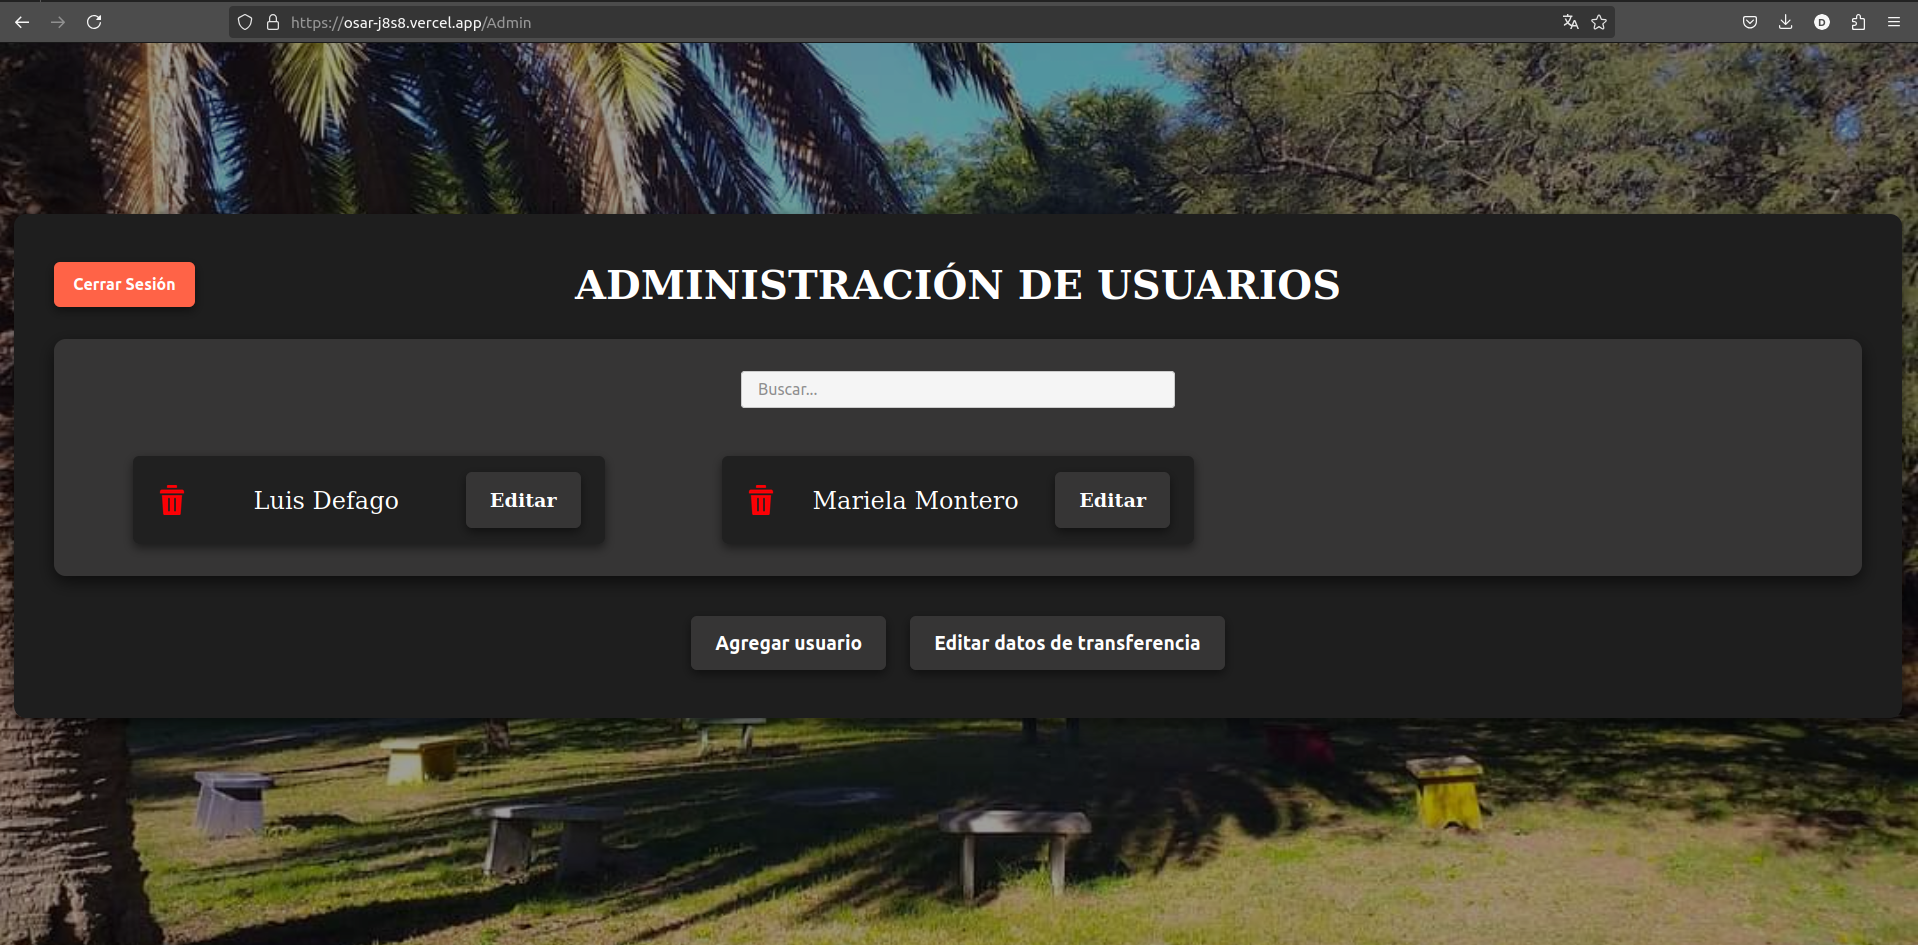 https://osar-j8s8.vercel.app/Admin
D
Cerrar Sesión
ADMINISTRACIÓN DE USUARIOS
Buscar...
Luis Defago
Editar
Mariela Montero
Editar
Agregar usuario
Editar datos de transferencia